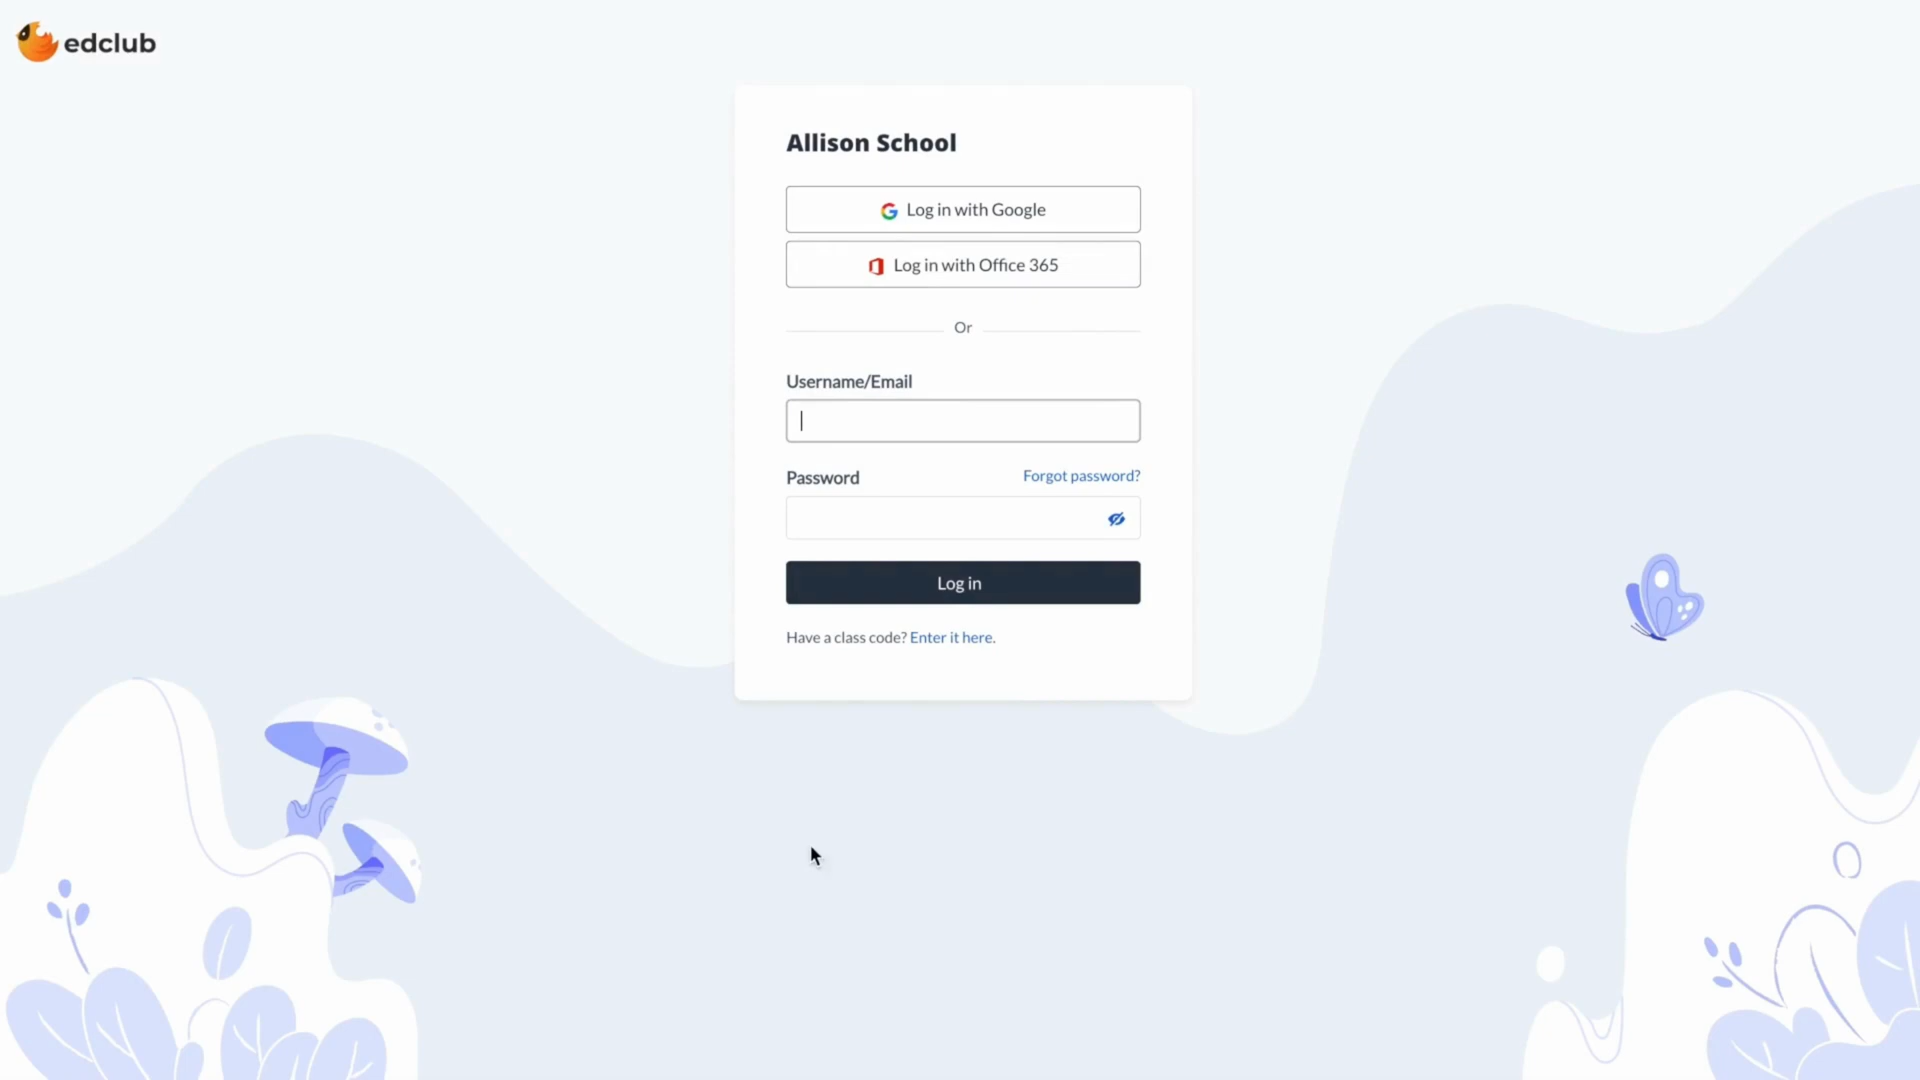 edclub
Allison School
Log in with Google
Log in with Office 365
Or
Username/Email
Password
Forgot password?
Log in
Have a class code? Enter it here.